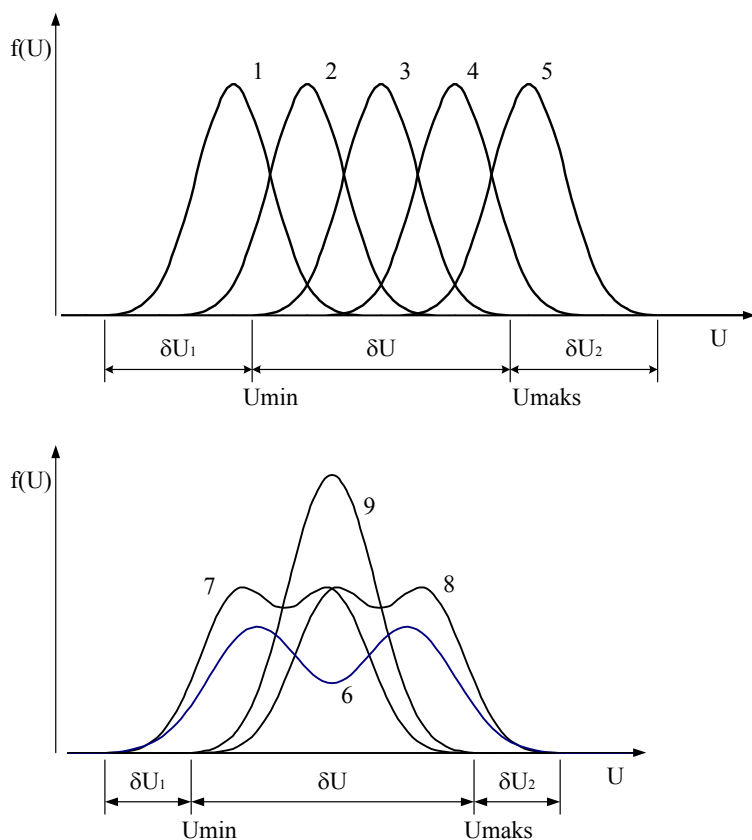 f(U)
1 2 3 4 5
U
δU₁ δU δU₂
Umin Umaks
f(U)
9
7 8
6
U
δU₁ δU δU₂
Umin Umaks